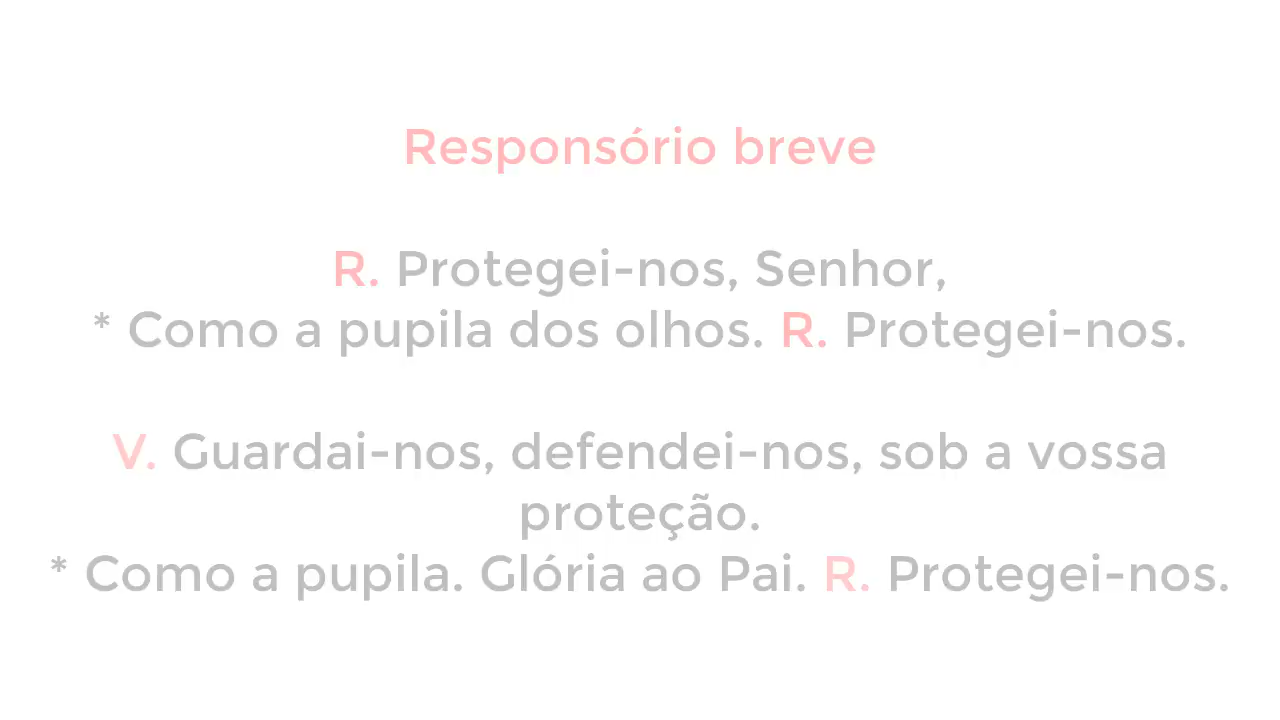 Responsório breve
R. Protegei-nos, Senhor,
* Como a pupila dos olhos. R. Protegei-nos.
V. Guardai-nos, defendei-nos, sob a vossa
proteção.
* Como a pupila. Glória ao Pai. R. Protegei-nos.